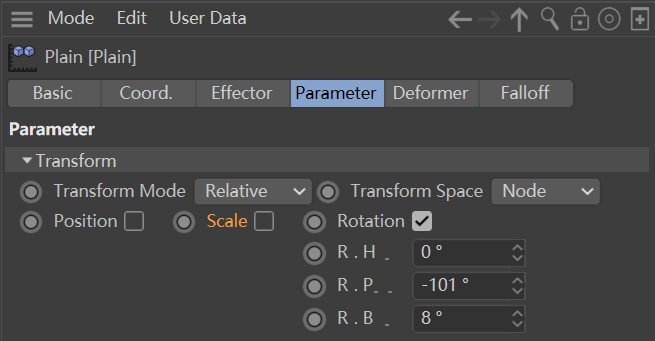 Mode Edit User Data
Plain [Plain]
Basic Coord. Effector Parameter Deformer Falloff
Parameter
Transform
Transform Mode Relative Transform Space Node
Position Scale Rotation
R . H 0 °
R . P -101 °
R . B 8 °